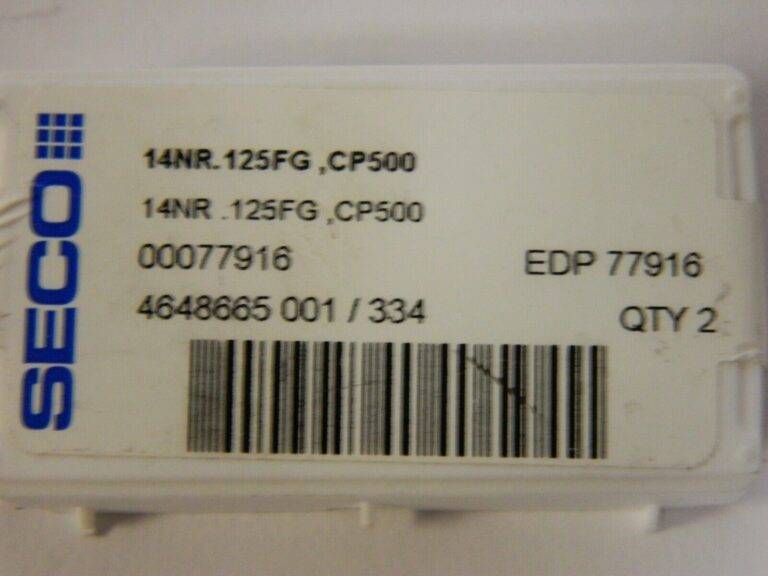 SECO
14NR.125FG ,CP500
14NR .125FG ,CP500
00077916 EDP 77916
4648665 001 / 334 QTY 2